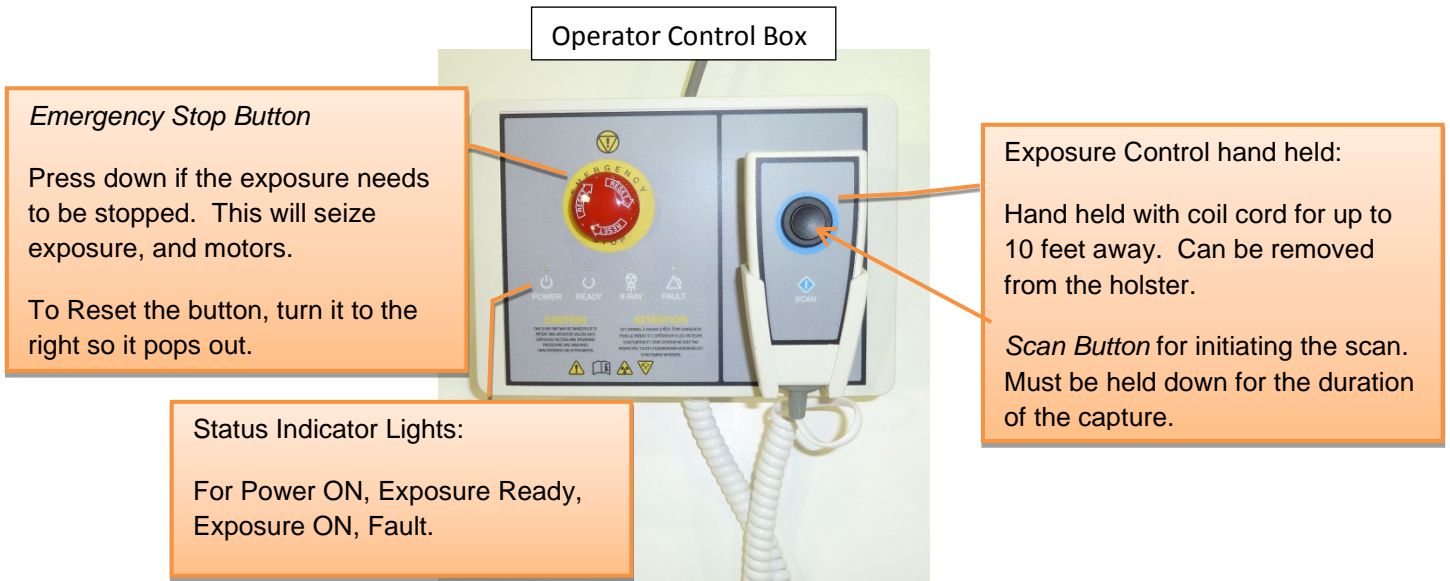 Operator Control Box
Emergency Stop Button
Press down if the exposure needs
to be stopped. This will seize
exposure, and motors.
To Reset the button, turn it to the
right so it pops out.
Status Indicator Lights:
For Power ON, Exposure Ready,
Exposure ON, Fault.
EMERGENCY
RESET
RESET
RESET
STOP
POWER READY X-RAY FAULT
CAUTION ATTENTION
SCAN
Exposure Control hand held:
Hand held with coil cord for up to
10 feet away. Can be removed
from the holster.
Scan Button for initiating the scan.
Must be held down for the duration
of the capture.